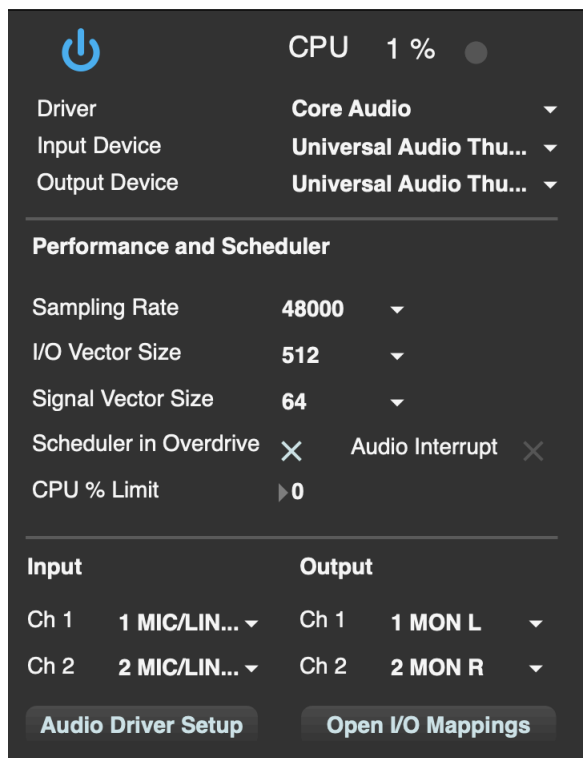 CPU 1 %
Driver Core Audio
Input Device Universal Audio Thu...
Output Device Universal Audio Thu...
Performance and Scheduler
Sampling Rate 48000
I/O Vector Size 512
Signal Vector Size 64
Scheduler in Overdrive Audio Interrupt
CPU % Limit 0
Input Output
Ch 1 1 MIC/LIN... Ch 1 1 MON L
Ch 2 2 MIC/LIN... Ch 2 2 MON R
Audio Driver Setup Open I/O Mappings